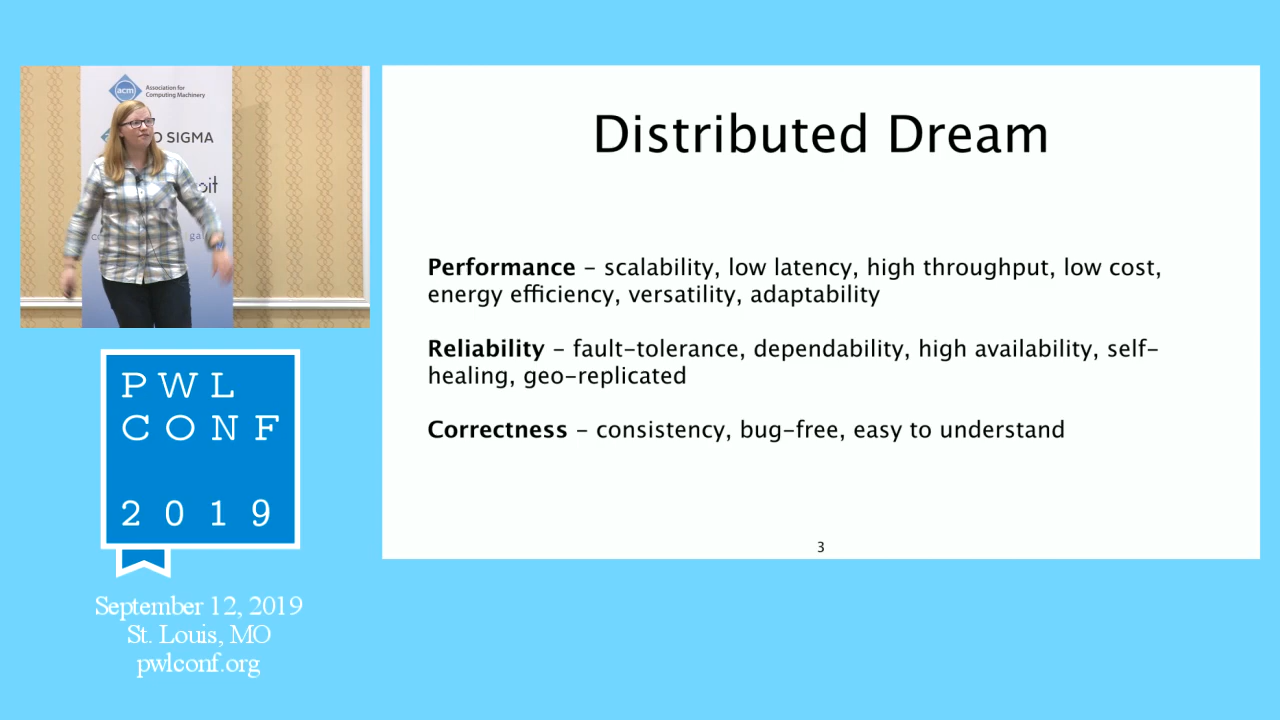 acm
Association for
Computing Machinery
O SIGMA
Distributed Dream
Performance – scalability, low latency, high throughput, low cost,
energy efficiency, versatility, adaptability
Reliability – fault-tolerance, dependability, high availability, self-
healing, geo-replicated
Correctness – consistency, bug-free, easy to understand
3
PWL
CONF
2019
September 12, 2019
St. Louis, MO
pwlconf.org